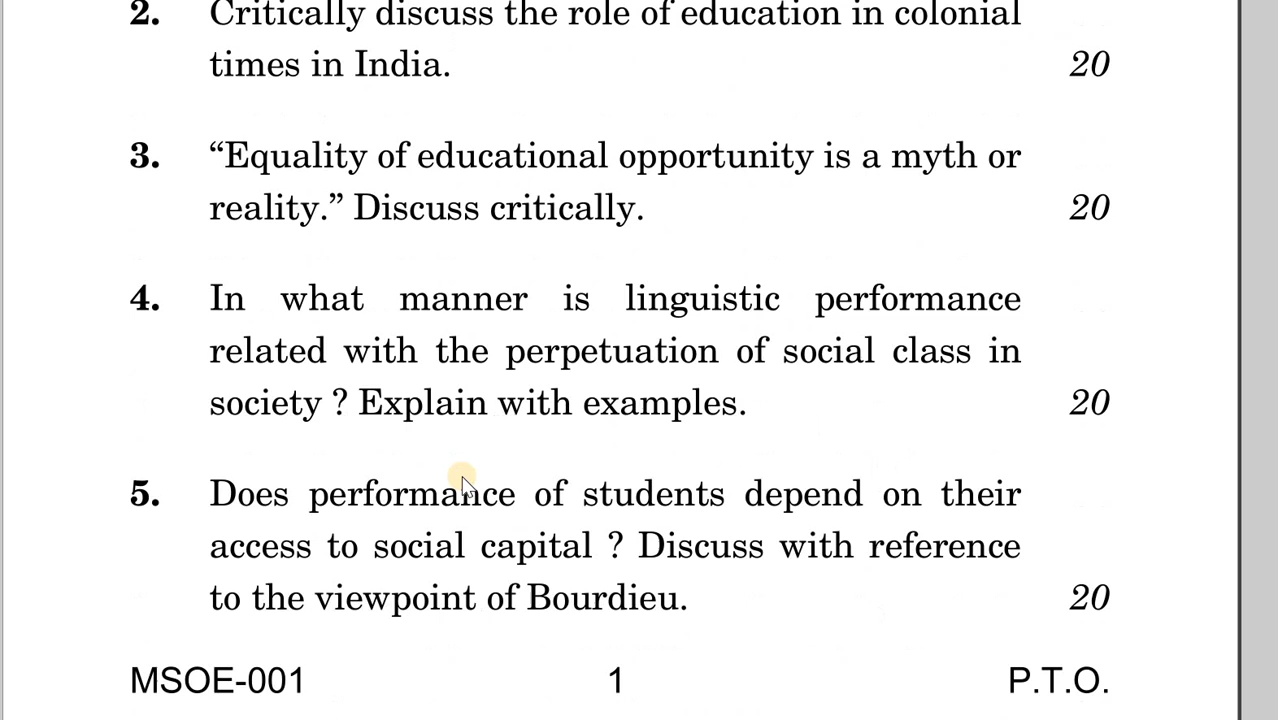 2. Critically discuss the role of education in colonial
times in India. 20
3. “Equality of educational opportunity is a myth or
reality.” Discuss critically. 20
4. In what manner is linguistic performance
related with the perpetuation of social class in
society ? Explain with examples. 20
5. Does performance of students depend on their
access to social capital ? Discuss with reference
to the viewpoint of Bourdieu. 20
MSOE-001 1 P.T.O.